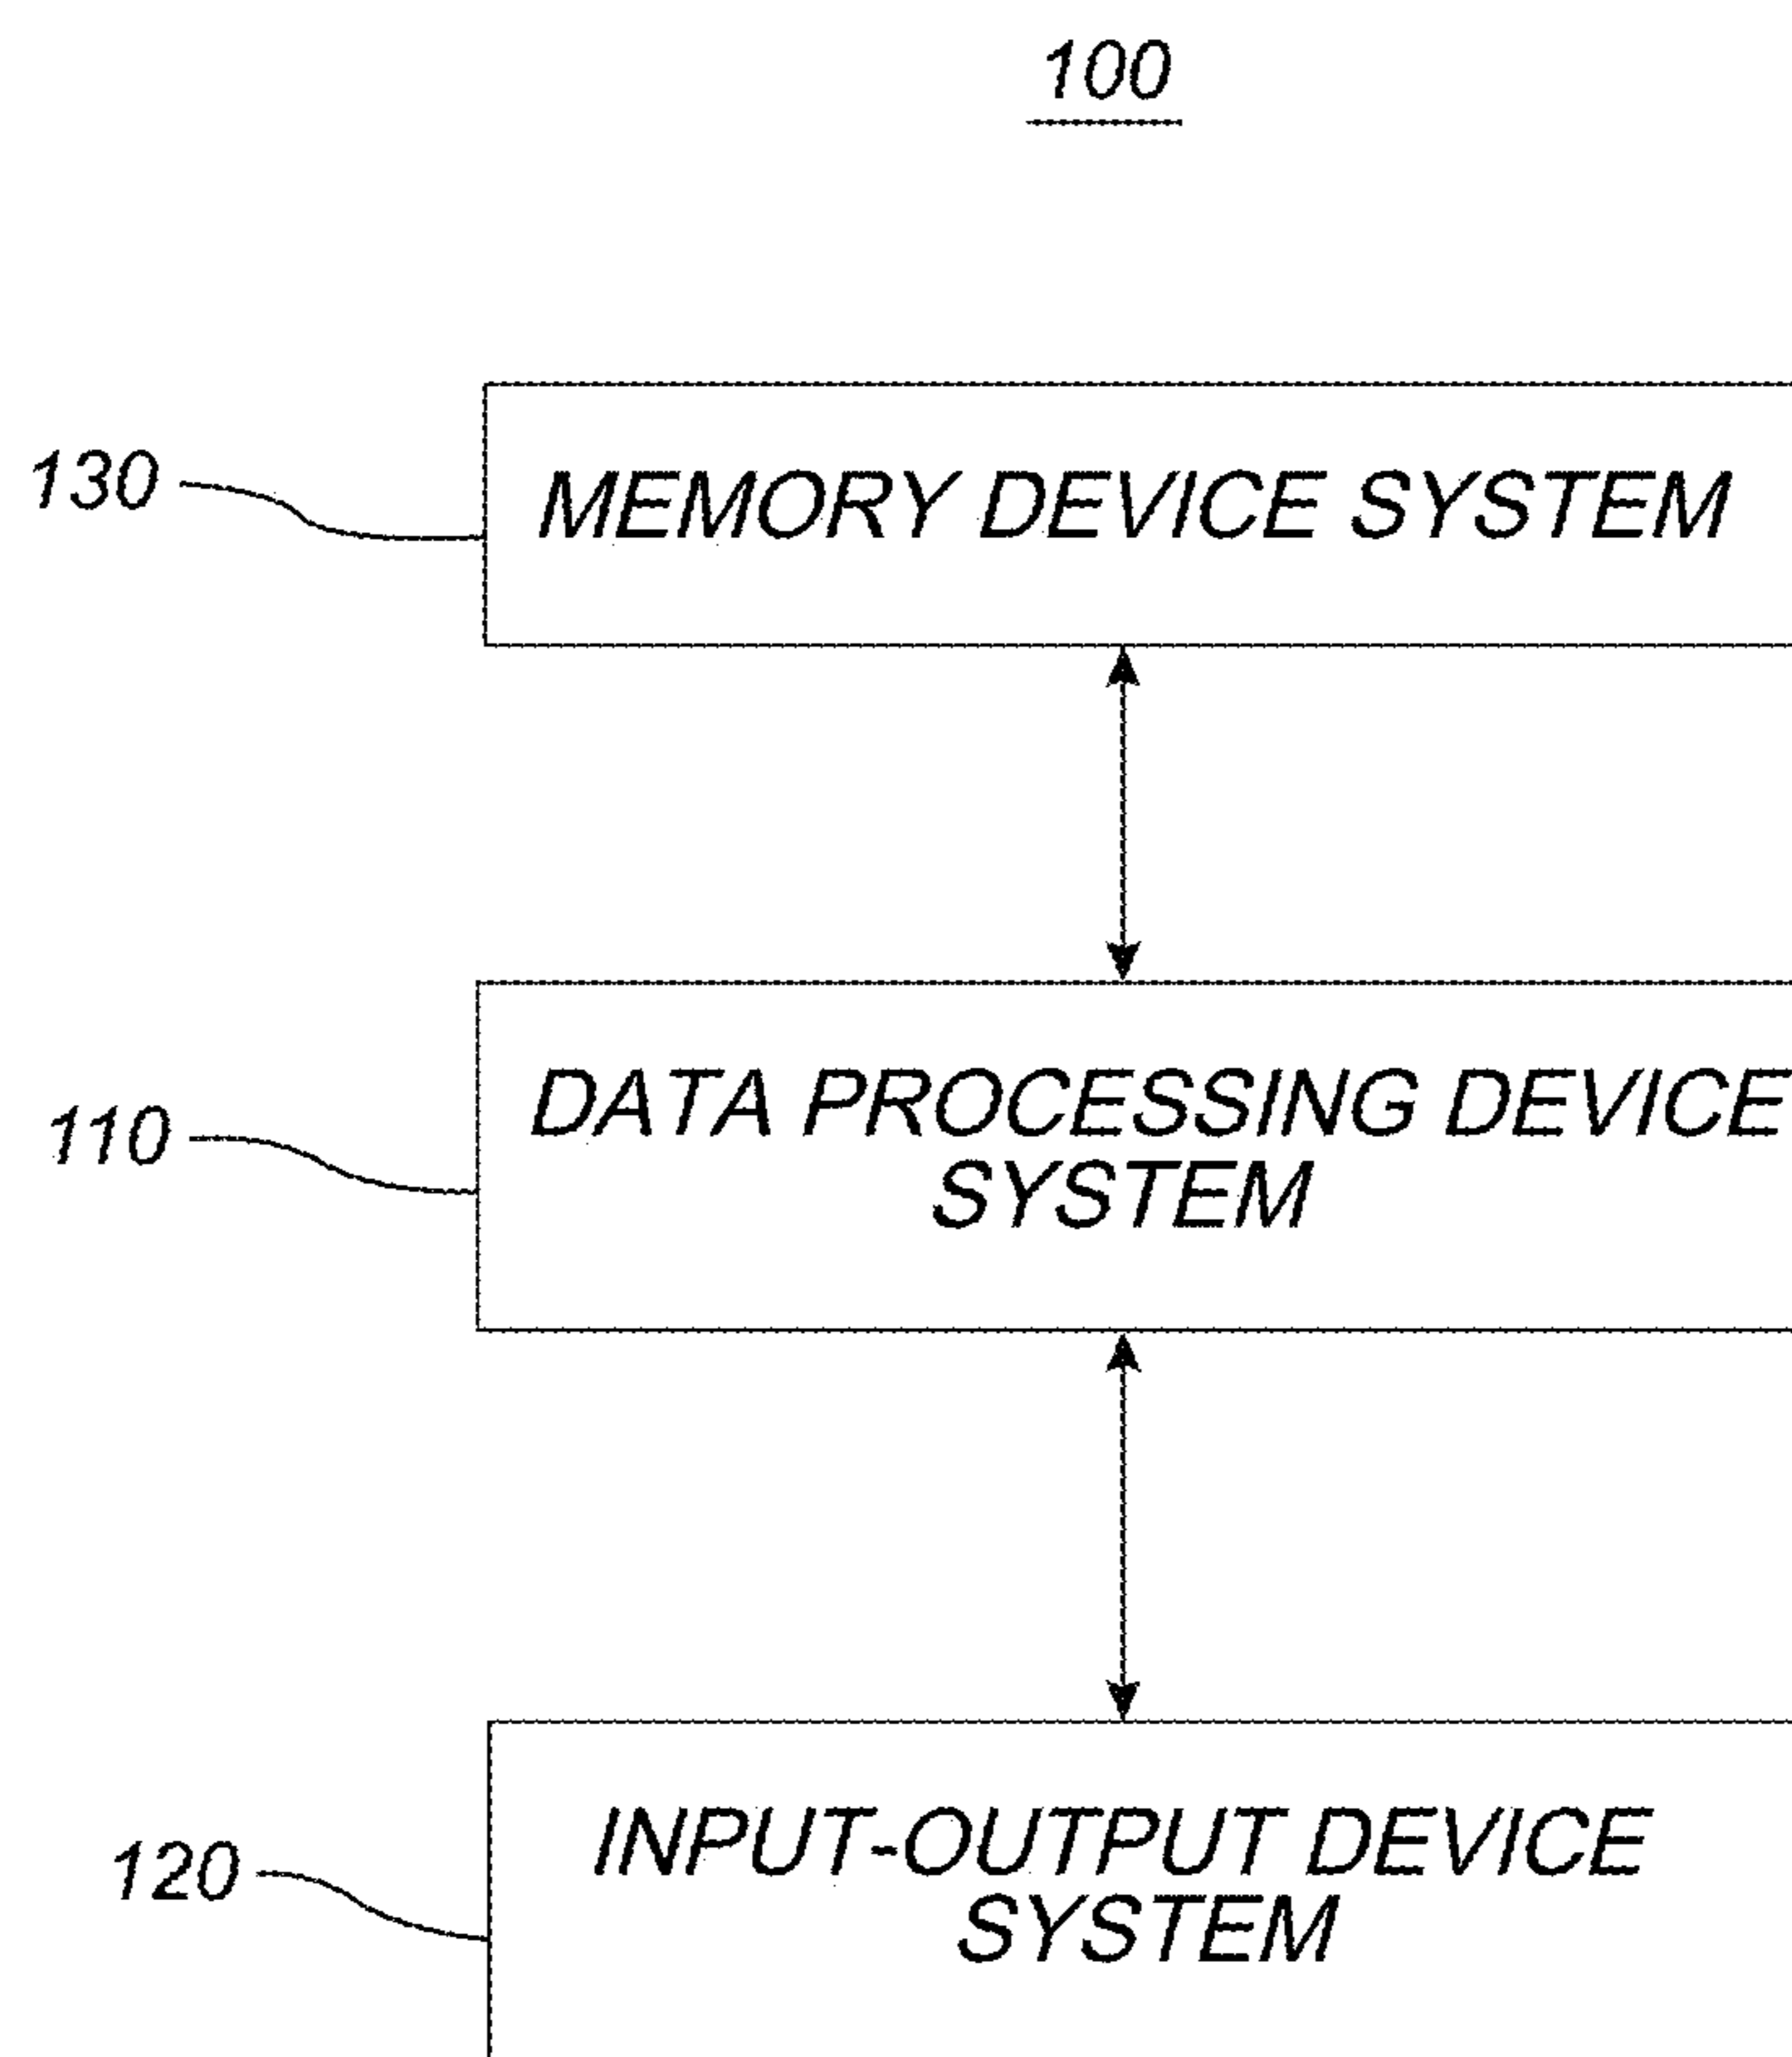 100
130
MEMORY DEVICE SYSTEM
110
DATA PROCESSING DEVICE
SYSTEM
120
INPUT-OUTPUT DEVICE
SYSTEM